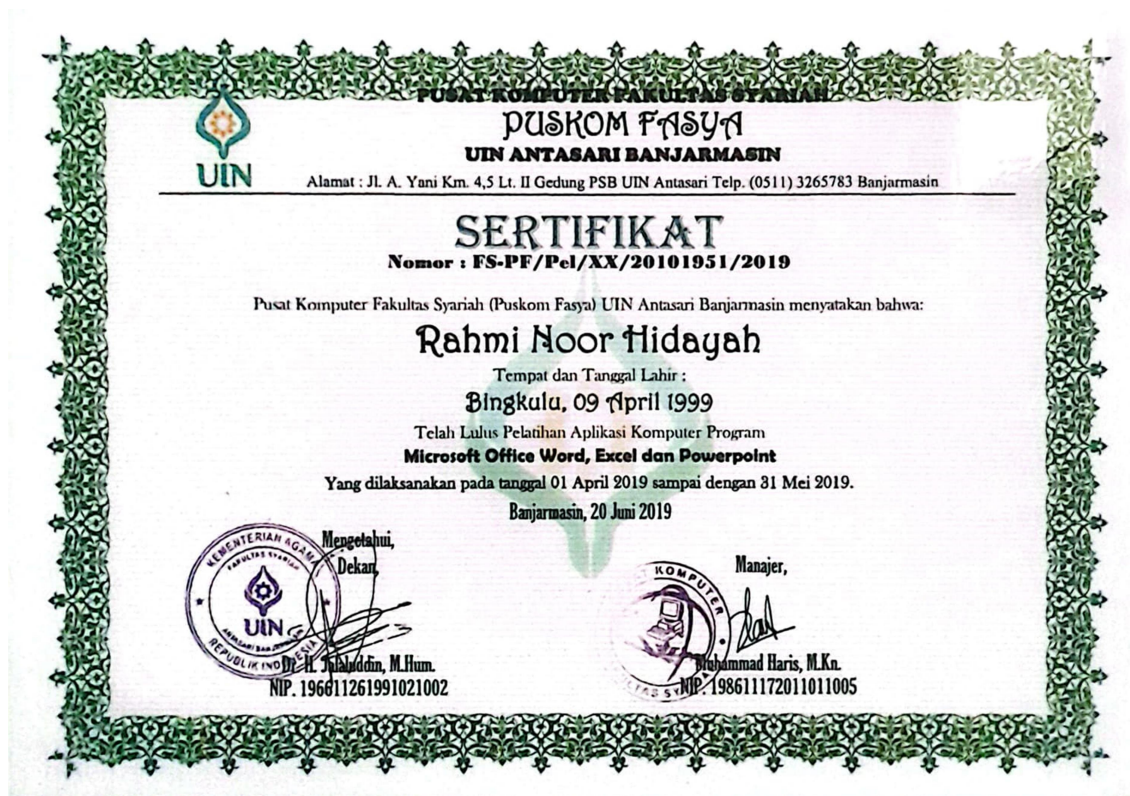 PUSAT KOMPUTER FAKULTAS SYARIAH
PUSKOM FASYA
UIN ANTASARI BANJARMASIN
UIN
Alamat : Jl. A. Yani Km. 4,5 Lt. II Gedung PSB UIN Antasari Telp. (0511) 3265783 Banjarmasin
SERTIFIKAT
Nomor : FS-PF/Pel/XX/20101951/2019
Pusat Komputer Fakultas Syariah (Puskom Fasya) UIN Antasari Banjarmasin menyatakan bahwa:
Rahmi Noor Hidayah
Tempat dan Tanggal Lahir :
Bingkulu, 09 April 1999
Telah Lulus Pelatihan Aplikasi Komputer Program
Microsoft Office Word, Excel dan Powerpoint
Yang dilaksanakan pada tanggal 01 April 2019 sampai dengan 31 Mei 2019.
Banjarmasin, 20 Juni 2019
Mengetahui,
Dekan,
KEMENTERIAN AGAMA
FAKULTAS SYARIAH
UIN
ANTASARI
REPUBLIK INDONESIA
Dr. H. Jalaluddin, M.Hum.
NIP. 196611261991021002
Manajer,
KOMPUTER
Muhammad Haris, M.Kn.
NIP. 198611172011011005